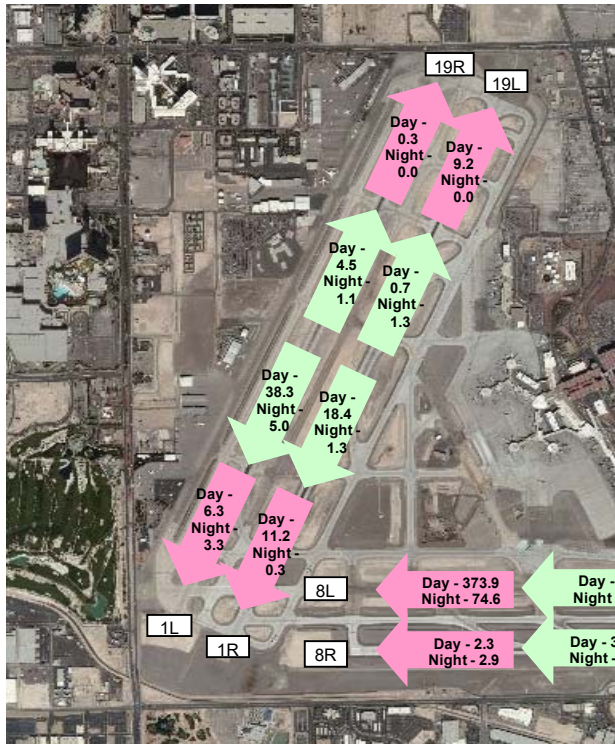 19R
19L
Day -
0.3
Night -
0.0
Day -
9.2
Night -
0.0
Day -
4.5
Night -
1.1
Day -
0.7
Night -
1.3
Day -
38.3
Night -
5.0
Day -
18.4
Night -
1.3
Day -
6.3
Night -
3.3
Day -
11.2
Night -
0.3
8L
Day - 373.9
Night - 74.6
Day -
Night
1L
1R
8R
Day - 2.3
Night - 2.9
Day - 3
Night -